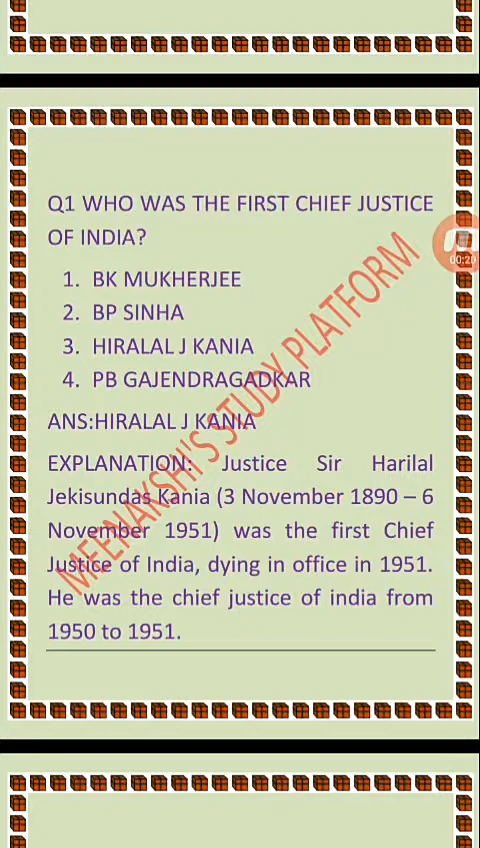 Q1 WHO WAS THE FIRST CHIEF JUSTICE
OF INDIA?
1. BK MUKHERJEE
2. BP SINHA
3. HIRALAL J KANIA
4. PB GAJENDRAGADKAR
ANS:HIRALAL J KANIA
EXPLANATION: Justice Sir Harilal
Jekisundas Kania (3 November 1890 – 6
November 1951) was the first Chief
Justice of India, dying in office in 1951.
He was the chief justice of india from
1950 to 1951.
MEENAKSHI'S STUDY PLATFORM
00:20